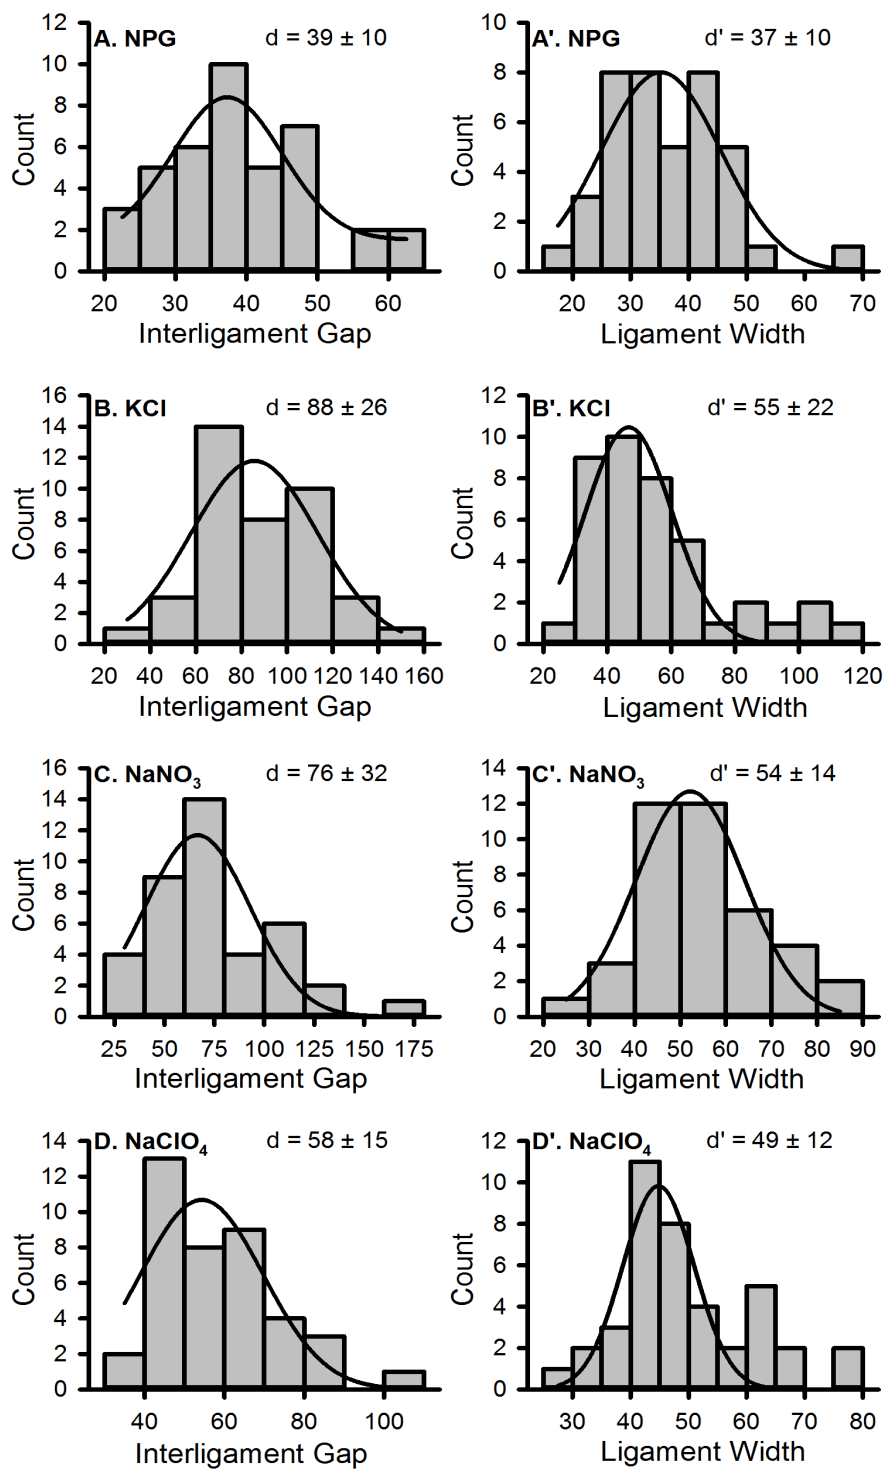 A. NPG d = 39 ± 10
12
10
8
6
4
2
0
Count
20 30 40 50 60
Interligament Gap
A'. NPG d' = 37 ± 10
10
8
6
4
2
0
Count
20 30 40 50 60 70
Ligament Width
B. KCl d = 88 ± 26
16
14
12
10
8
6
4
2
0
Count
20 40 60 80 100 120 140 160
Interligament Gap
B'. KCl d' = 55 ± 22
12
10
8
6
4
2
0
Count
20 40 60 80 100 120
Ligament Width
C. NaNO₃ d = 76 ± 32
16
14
12
10
8
6
4
2
0
Count
25 50 75 100 125 175
Interligament Gap
C'. NaNO₃ d' = 54 ± 14
14
12
10
8
6
4
2
0
Count
20 30 40 50 60 70 80 90
Ligament Width
D. NaClO₄ d = 58 ± 15
14
12
10
8
6
4
2
0
Count
40 60 80 100
Interligament Gap
D'. NaClO₄ d' = 49 ± 12
12
10
8
6
4
2
0
Count
30 40 50 60 70 80
Ligament Width